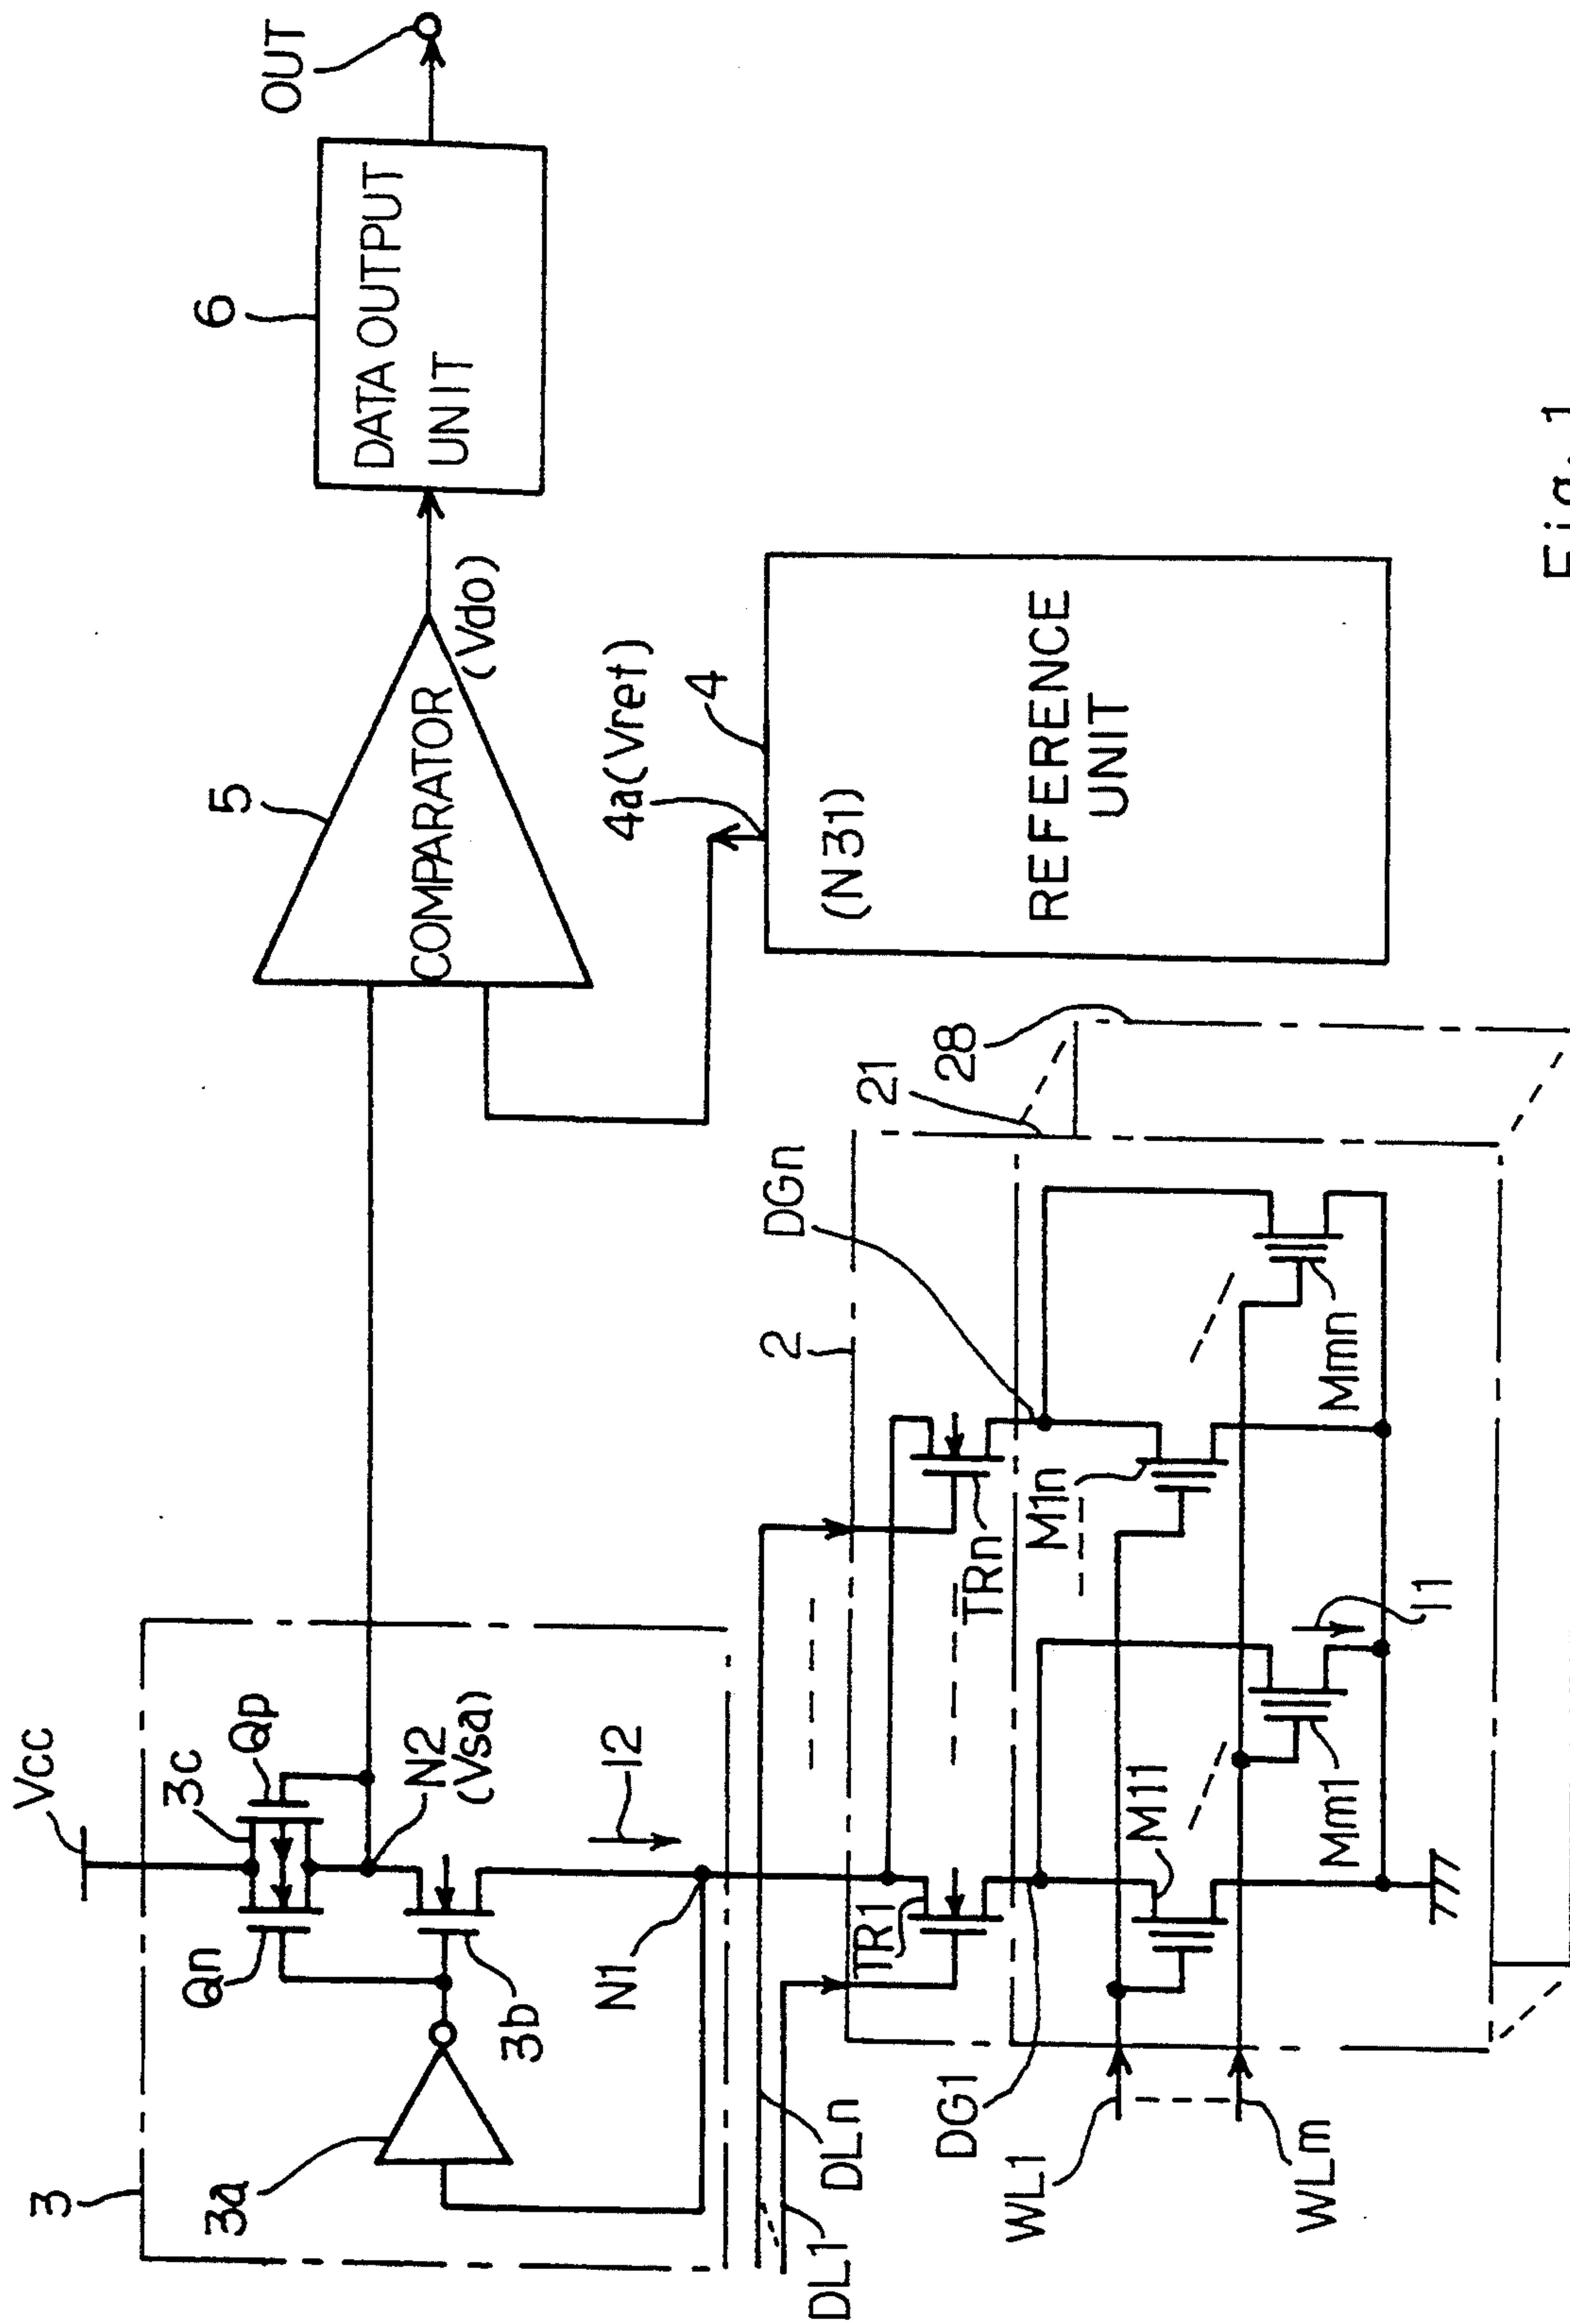 Vcc
3
3c
Qp
Qn
N2
(Vsa)
3a
3b
N1
I2
5
COMPARATOR
(Vdo)
6
DATA OUTPUT
UNIT
OUT
4a(Vref)
4
(N31)
REFERENCE
UNIT
DL1
DLn
2
DGn
21
28
TR1
TRn
DG1
M11
M1n
WL1
WLm
Mm1
I1
Mmn
Fig. 1